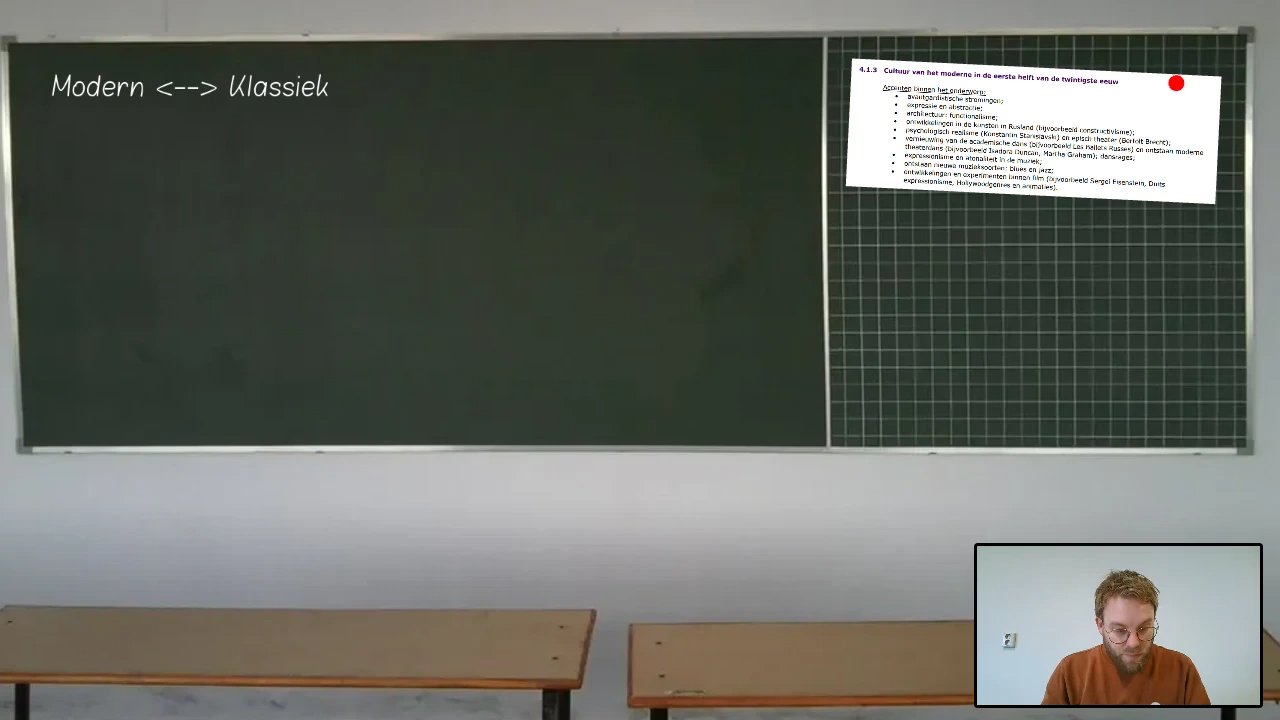 Modern <--> Klassiek
4.1.3 Cultuur van het moderne in de eerste helft van de twintigste eeuw
Accenten binnen het onderwerp:
• avantgardistische stromingen;
• expressie en abstractie;
• architectuur: functionalisme;
• ontwikkelingen in de kunsten in Rusland (bijvoorbeeld constructivisme);
• psychologisch realisme (Konstantin Stanislavski) en episch theater (Bertolt Brecht);
• vernieuwing van de academische dans (bijvoorbeeld Les Ballets Russes) en ontstaan moderne
theaterdans (bijvoorbeeld Isadora Duncan, Martha Graham); dansrages;
• expressionisme en atonaliteit in de muziek;
• ontstaan nieuwe muzieksoorten: blues en jazz;
• ontwikkelingen en experimenten binnen film (bijvoorbeeld Sergei Eisenstein, Duits
expressionisme, Hollywoodgenres en animaties).